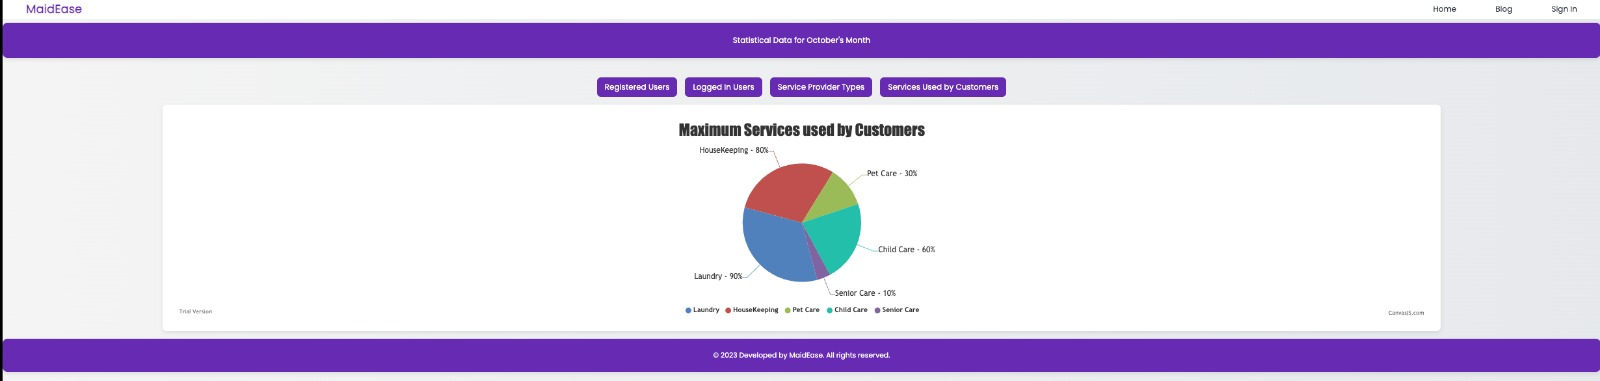 MaidEase
Home Blog Sign In
Statistical Data for October's Month
Registered Users Logged In Users Service Provider Types Services Used by Customers
Maximum Services used by Customers
HouseKeeping - 80%
Pet Care - 30%
Child Care - 60%
Laundry - 90%
Senior Care - 10%
Laundry HouseKeeping Pet Care Child Care Senior Care
Trial Version
CanvasJS.com
© 2023 Developed by MaidEase. All rights reserved.